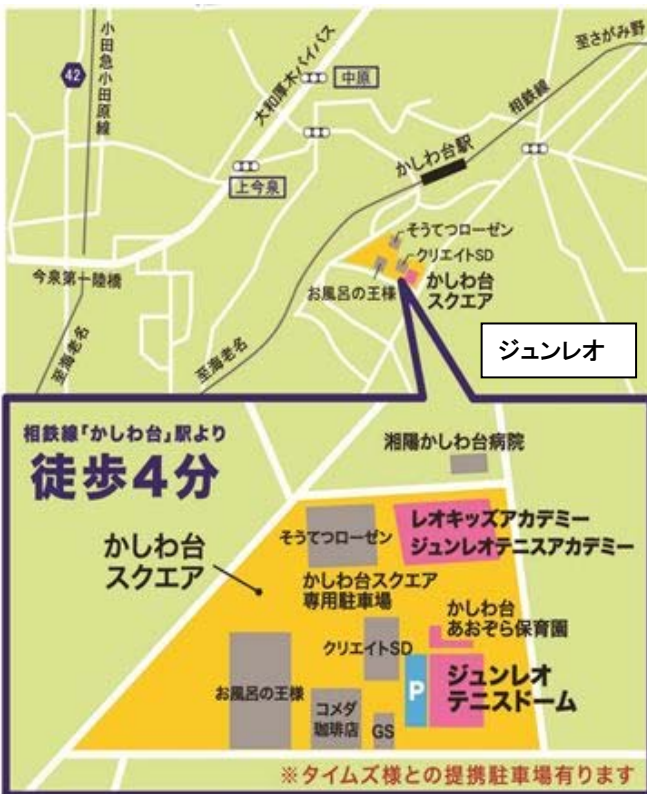 小田急小田原線
42
大和厚木バイパス
中原
至さがみ野
相鉄線
かしわ台駅
上今泉
そうてつローゼン
クリエイトSD
お風呂の王様
かしわ台
スクエア
今泉第一陸橋
至海老名
至海老名
ジュンレオ
相鉄線「かしわ台」駅より
徒歩4分
湘陽かしわ台病院
レオキッズアカデミー
ジュンレオテニスアカデミー
そうてつローゼン
かしわ台
スクエア
かしわ台スクエア
専用駐車場
かしわ台
あおぞら保育園
クリエイトSD
お風呂の王様
P
ジュンレオ
テニスドーム
コメダ
珈琲店
GS
※タイムズ様との提携駐車場有ります